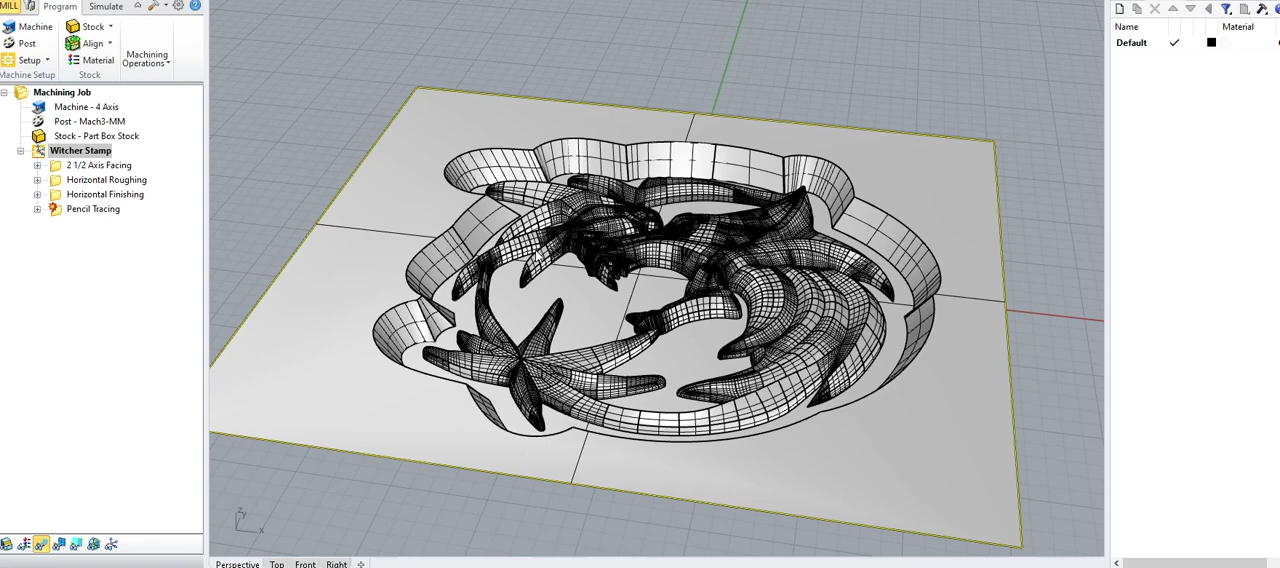 MILL Program Simulate
Machine
Post
Setup
Machine Setup
Stock
Align
Material
Stock
Machining
Operations
Machining Job
Machine - 4 Axis
Post - Mach3-MM
Stock - Part Box Stock
Witcher Stamp
2 1/2 Axis Facing
Horizontal Roughing
Horizontal Finishing
Pencil Tracing
z
y
x
Perspective Top Front Right
Name Material
Default